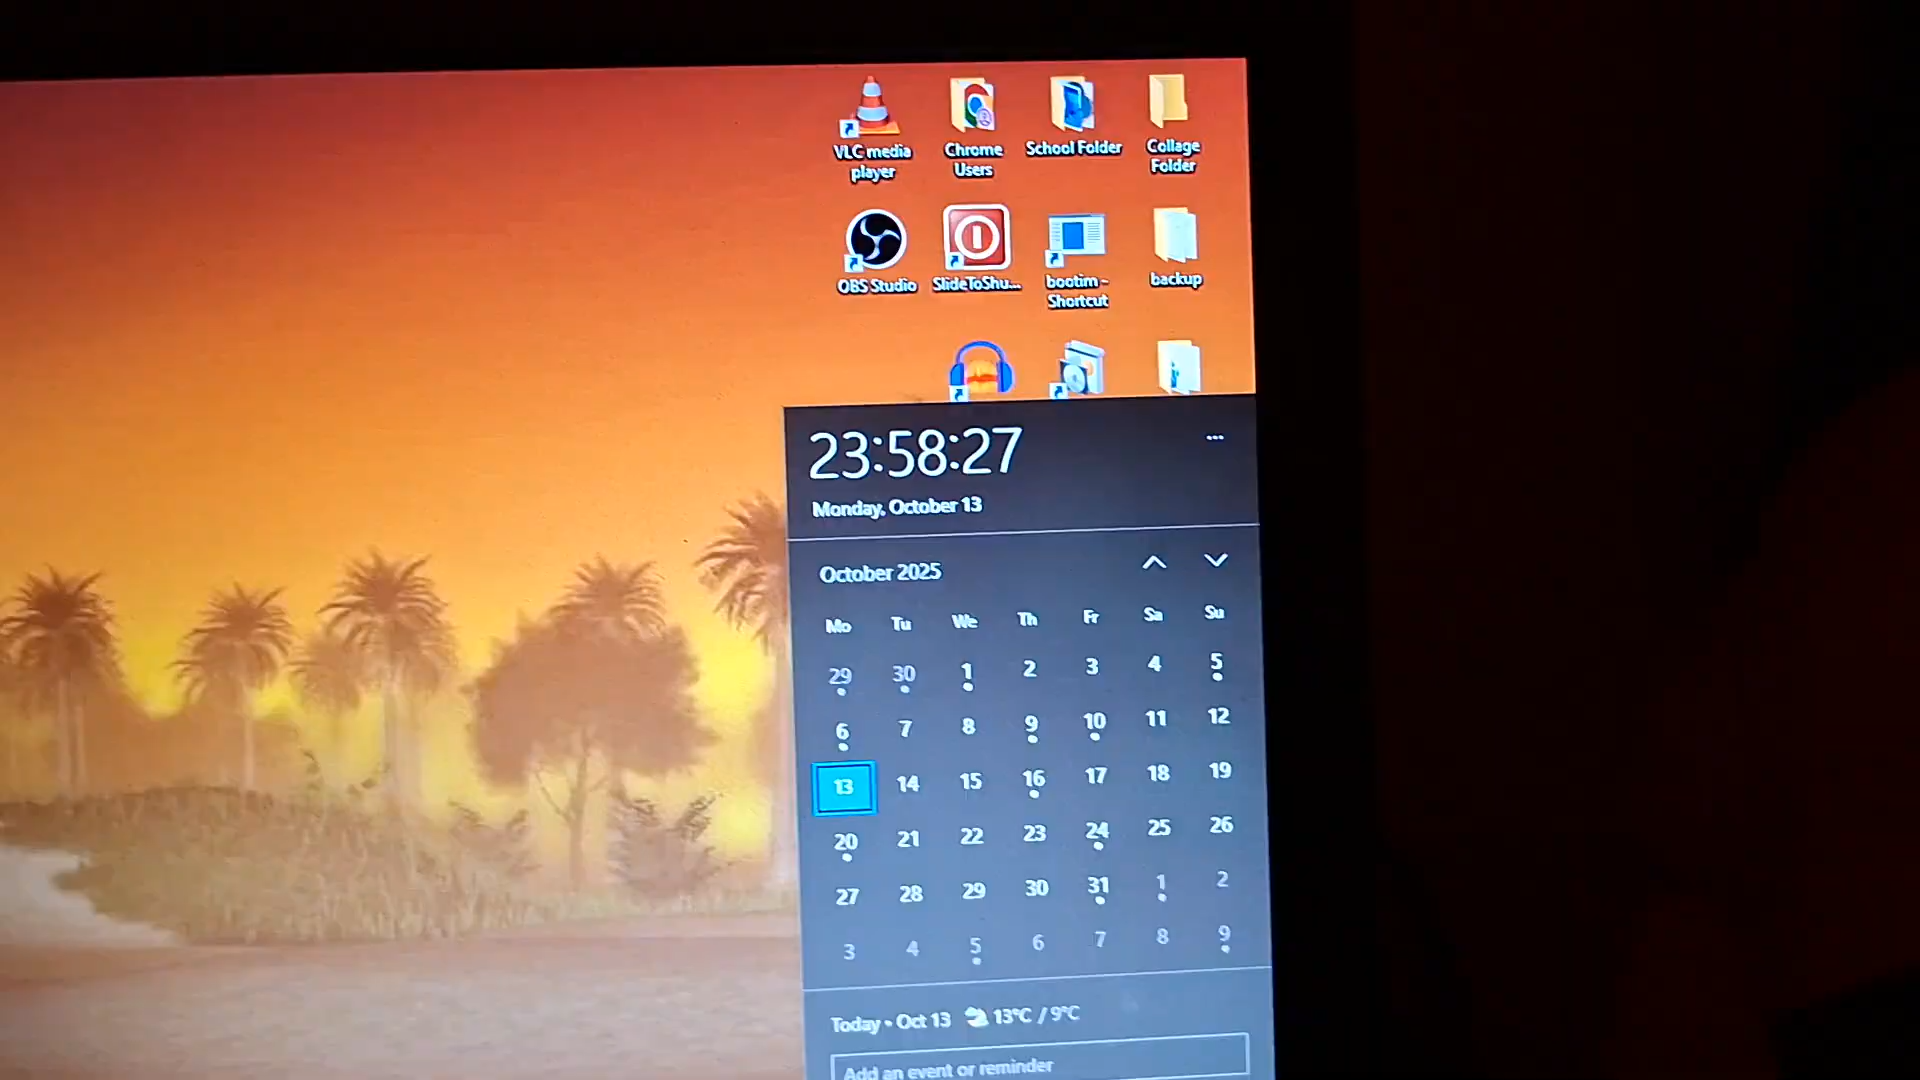 VLC media
player
Chrome
Users
School Folder
Collage
Folder
OBS Studio
SlideToShu...
bootim -
Shortcut
backup
23:58:27
Monday, October 13
October 2025
Mo Tu We Th Fr Sa Su
29 30 1 2 3 4 5
6 7 8 9 10 11 12
13 14 15 16 17 18 19
20 21 22 23 24 25 26
27 28 29 30 31 1 2
3 4 5 6 7 8 9
Today • Oct 13 13°C / 9°C
Add an event or reminder